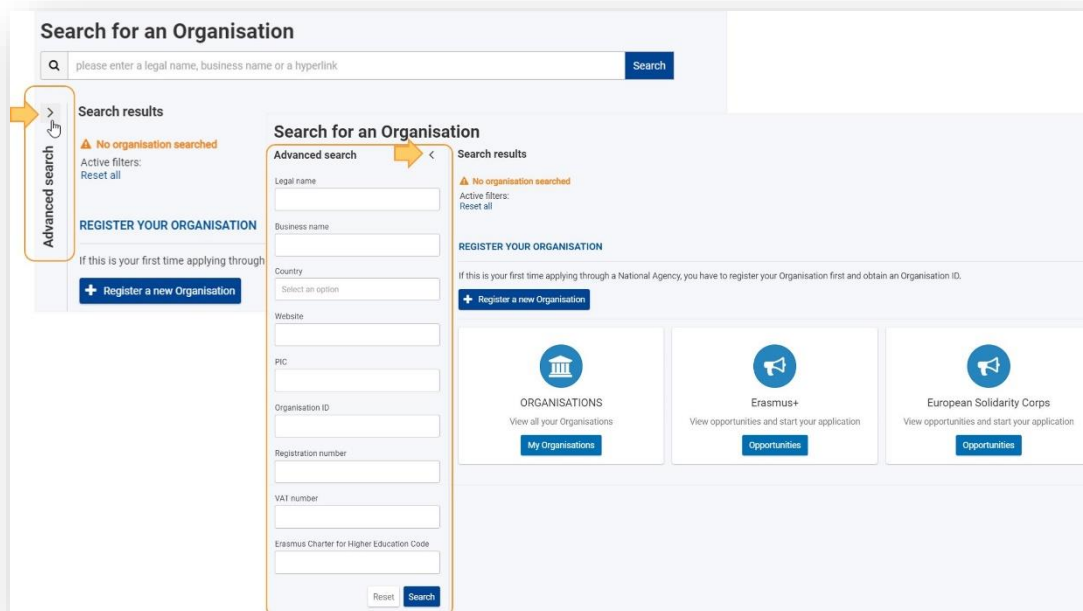 Search for an Organisation
please enter a legal name, business name or a hyperlink
Search
Advanced search
Search results
No organisation searched
Active filters:
Reset all
REGISTER YOUR ORGANISATION
If this is your first time applying through
Register a new Organisation
Search for an Organisation
Advanced search
Legal name
Business name
Country
Select an option
Website
PIC
Organisation ID
Registration number
VAT number
Erasmus Charter for Higher Education Code
Reset Search
Search results
No organisation searched
Active filters:
Reset all
REGISTER YOUR ORGANISATION
If this is your first time applying through a National Agency, you have to register your Organisation first and obtain an Organisation ID.
Register a new Organisation
ORGANISATIONS
View all your Organisations
My Organisations
Erasmus+
View opportunities and start your application
Opportunities
European Solidarity Corps
View opportunities and start your application
Opportunities